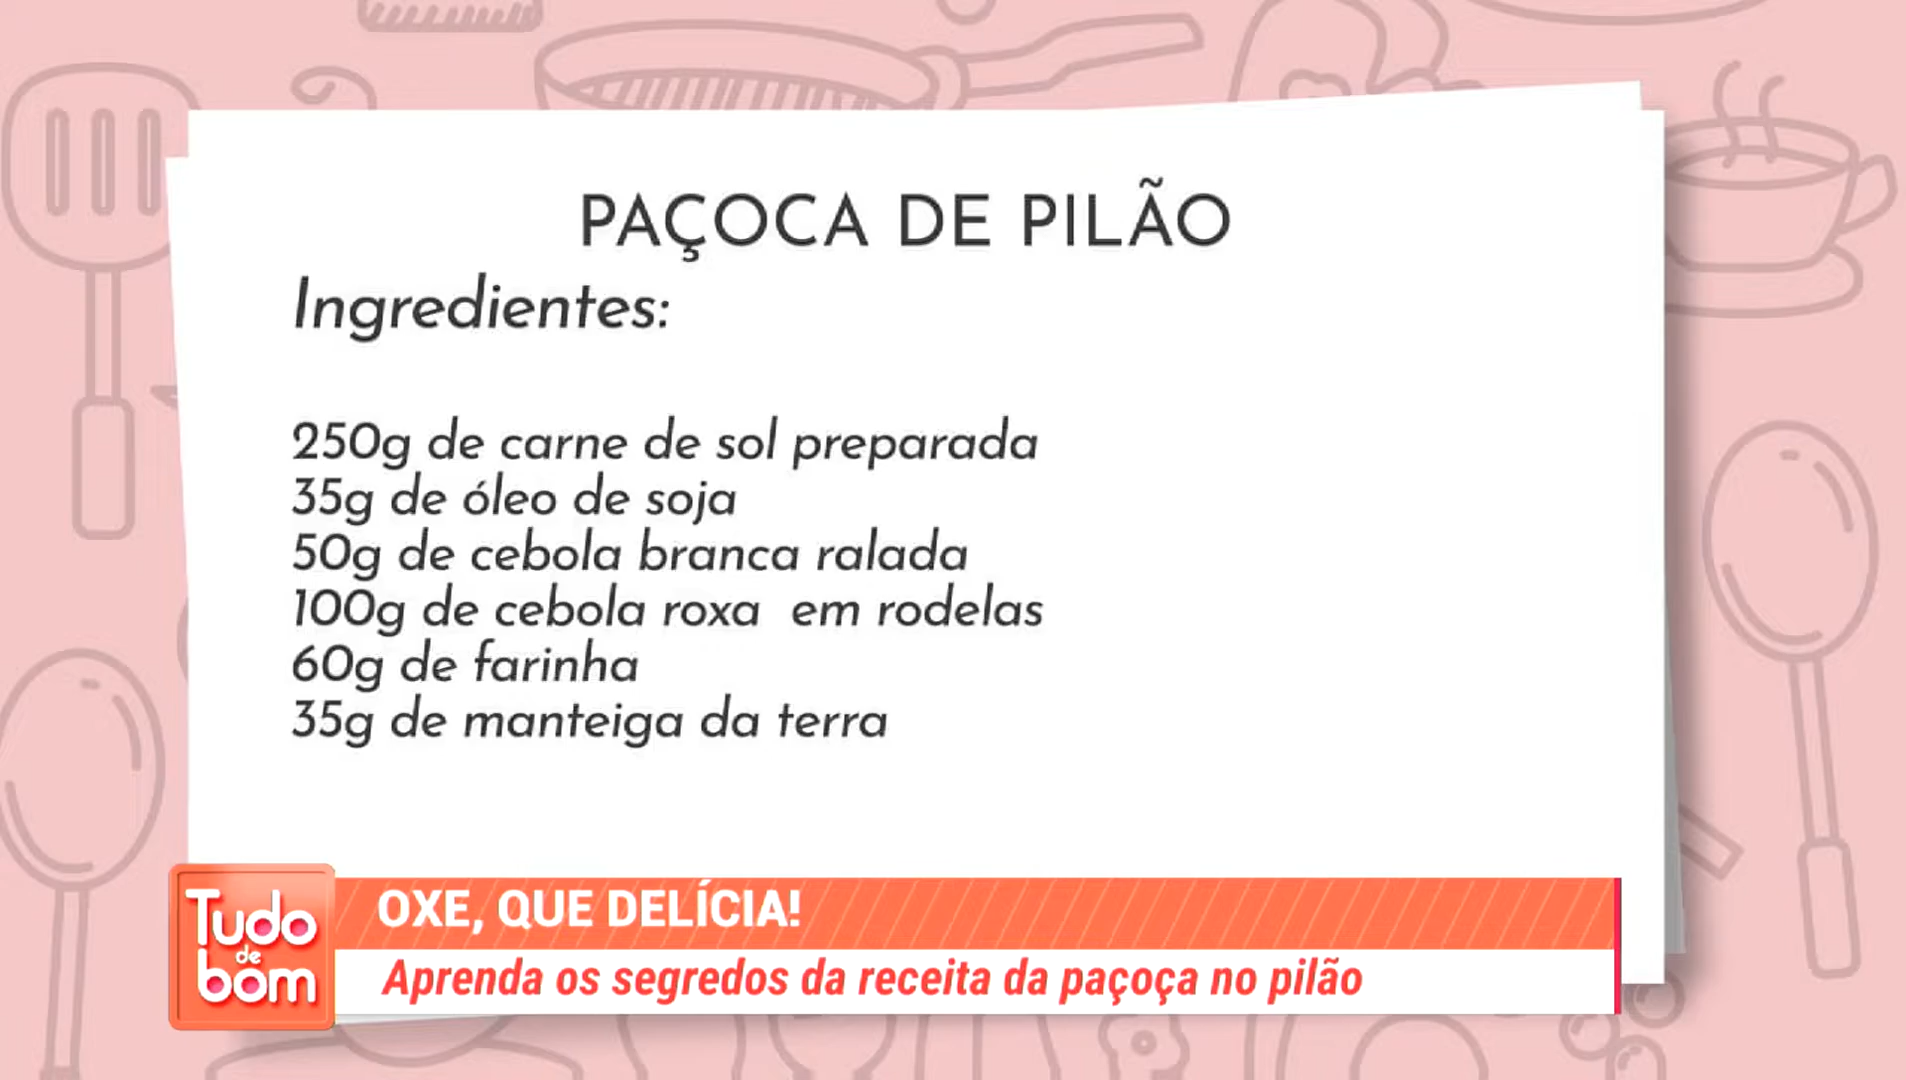 PAÇOCA DE PILÃO
Ingredientes:
250g de carne de sol preparada
35g de óleo de soja
50g de cebola branca ralada
100g de cebola roxa  em rodelas
60g de farinha
35g de manteiga da terra
Tudo
de
bom
OXE, QUE DELÍCIA!
Aprenda os segredos da receita da paçoça no pilão